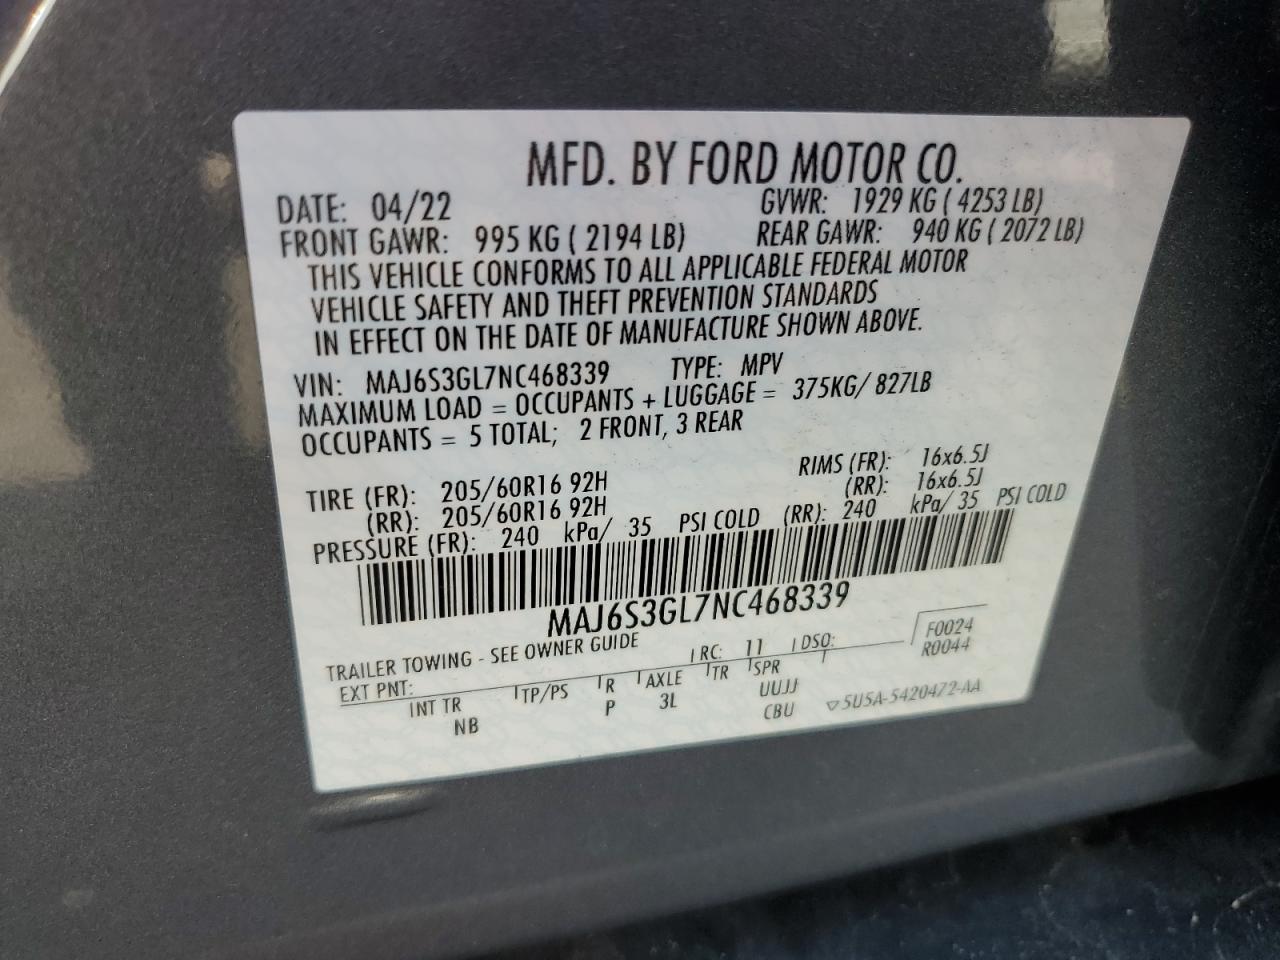 MFD. BY FORD MOTOR CO.
DATE: 04/22 GVWR: 1929 KG ( 4253 LB)
FRONT GAWR: 995 KG ( 2194 LB) REAR GAWR: 940 KG ( 2072 LB)
THIS VEHICLE CONFORMS TO ALL APPLICABLE FEDERAL MOTOR
VEHICLE SAFETY AND THEFT PREVENTION STANDARDS
IN EFFECT ON THE DATE OF MANUFACTURE SHOWN ABOVE.
VIN: MAJ6S3GL7NC468339 TYPE: MPV
MAXIMUM LOAD = OCCUPANTS + LUGGAGE = 375KG/ 827LB
OCCUPANTS = 5 TOTAL; 2 FRONT, 3 REAR
TIRE (FR): 205/60R16 92H RIMS (FR): 16x6.5J
(RR): 205/60R16 92H (RR): 16x6.5J
PRESSURE (FR): 240 kPa/ 35 PSI COLD (RR): 240 kPa/ 35 PSI COLD
MAJ6S3GL7NC468339
TRAILER TOWING - SEE OWNER GUIDE
EXT PNT: RC: 11 DSO: F0024
R0044
INT TR TP/PS R AXLE TR SPR
NB P 3L UUJJ
CBU ▽5U5A-5420472-AA